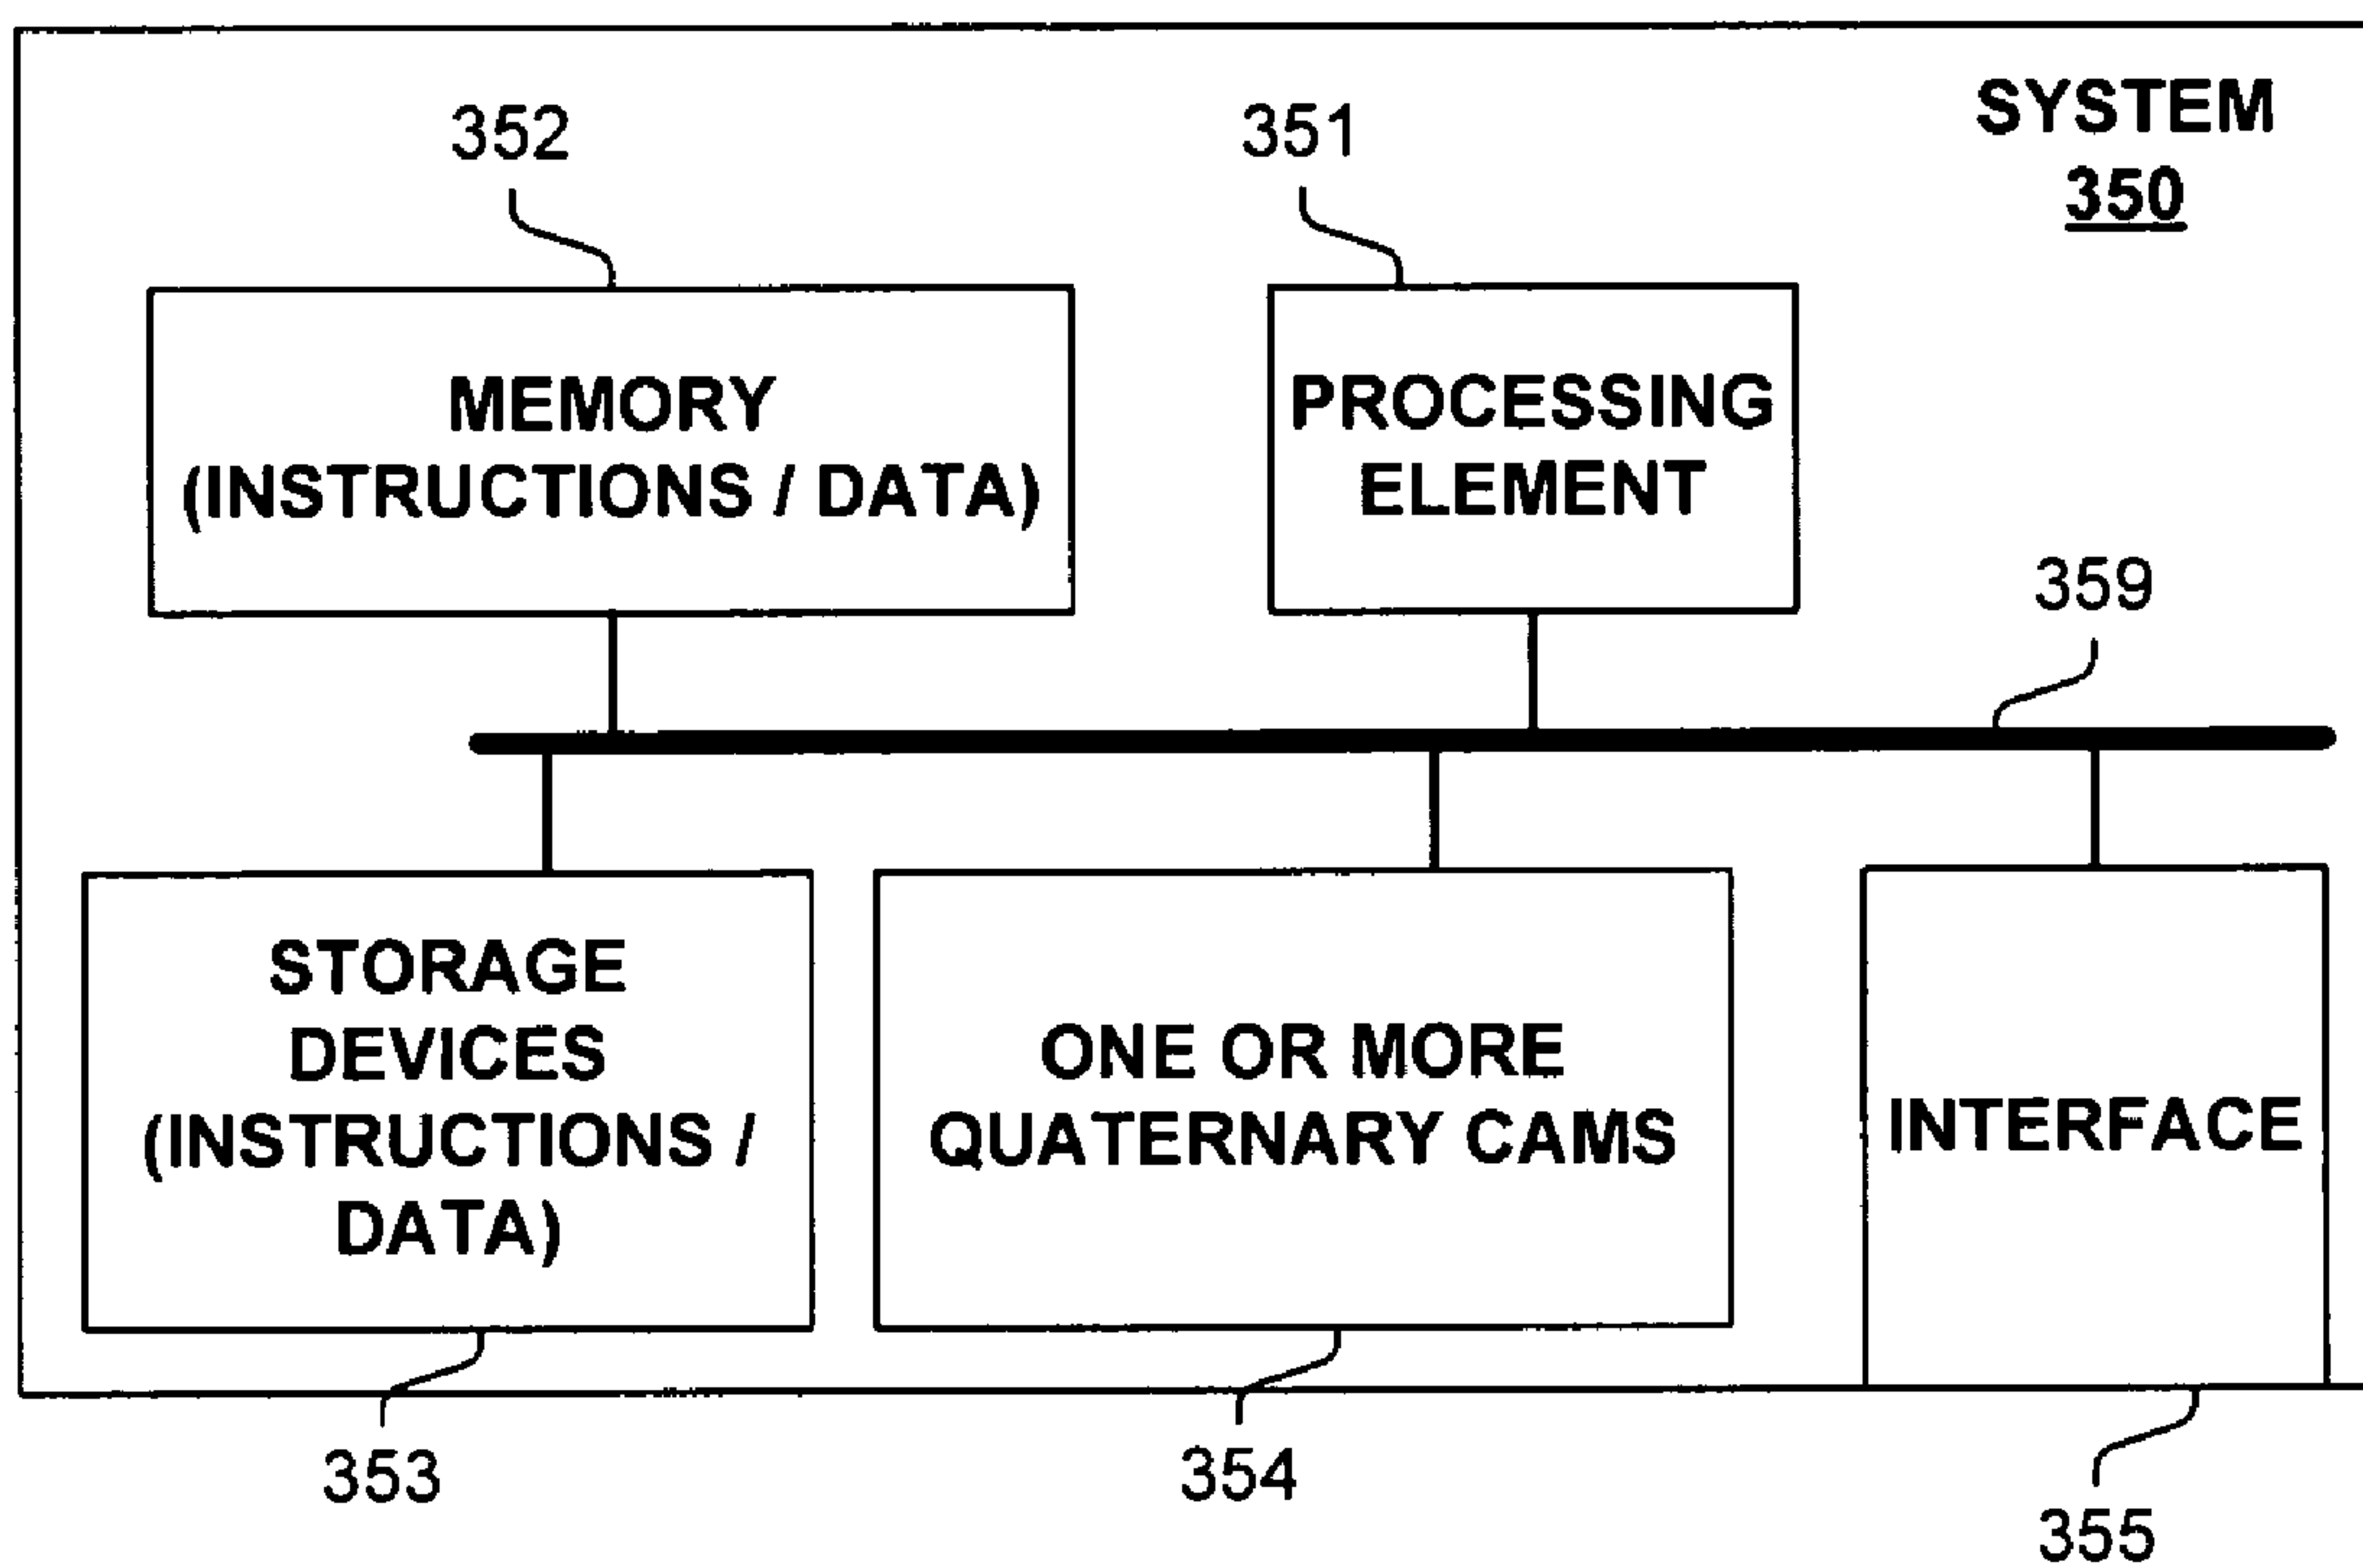 SYSTEM
350
352
351
MEMORY
(INSTRUCTIONS / DATA)
PROCESSING
ELEMENT
359
STORAGE
DEVICES
(INSTRUCTIONS /
DATA)
ONE OR MORE
QUATERNARY CAMS
INTERFACE
353
354
355